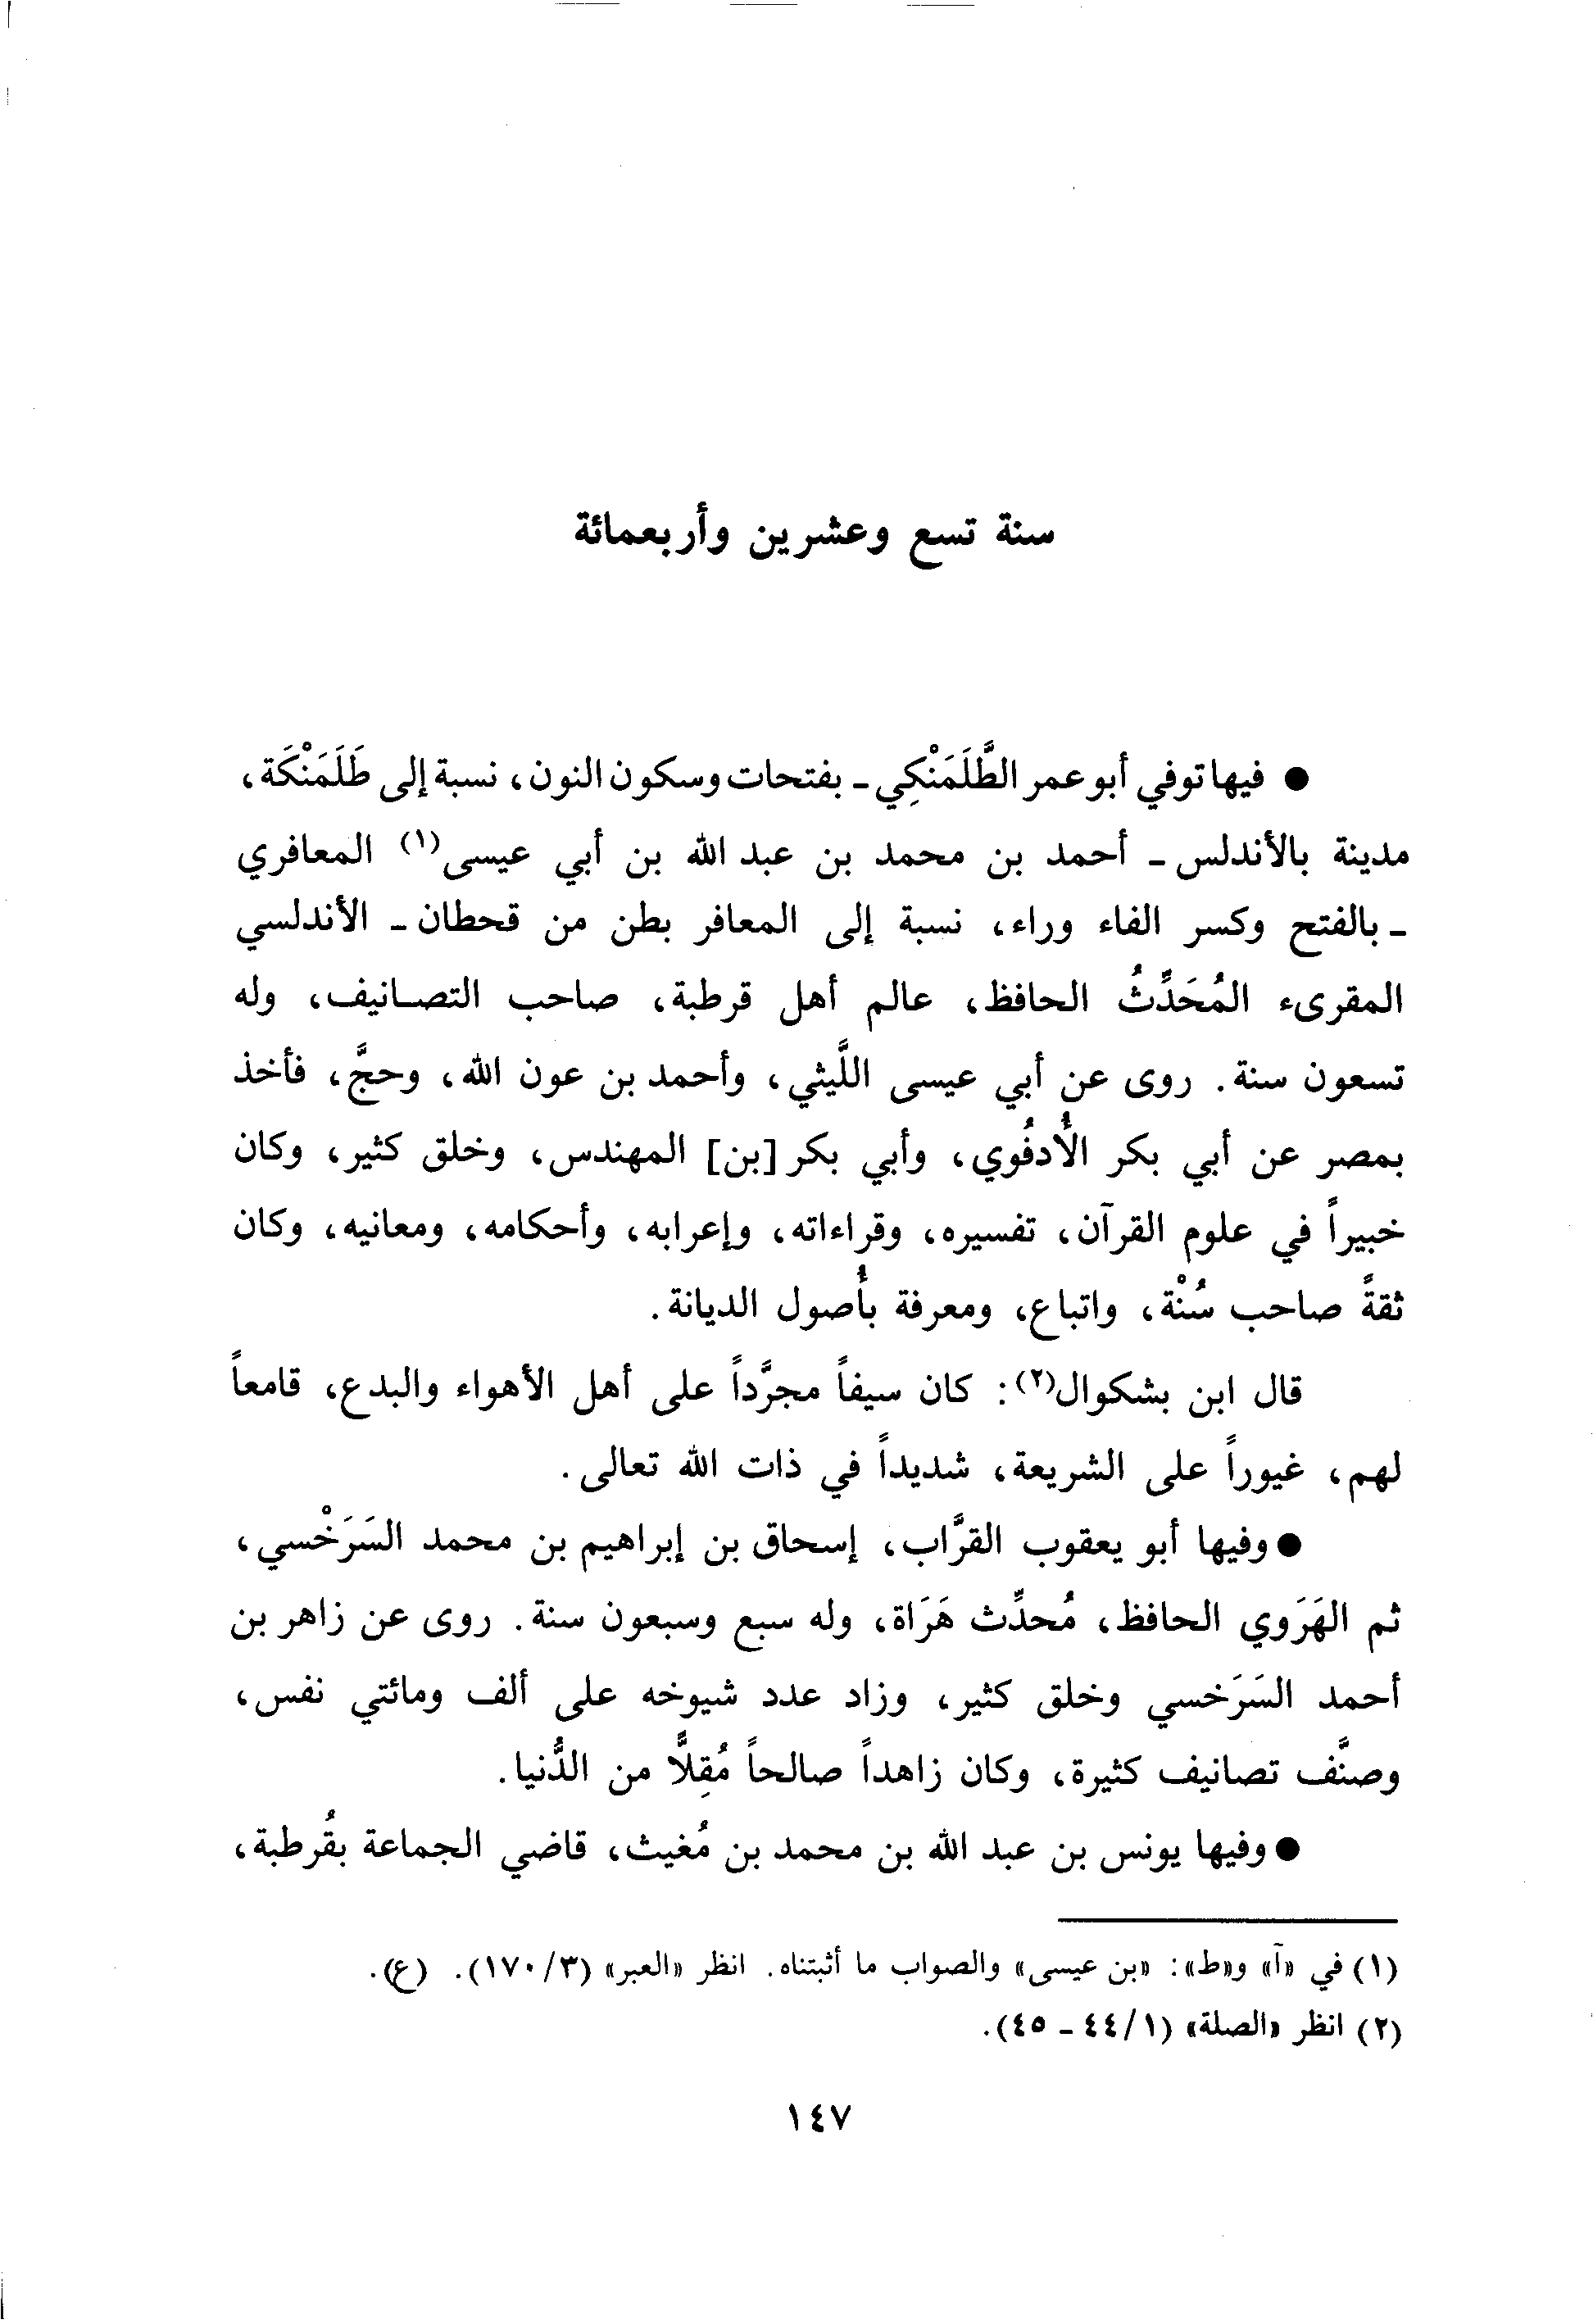 سنة تسع وعشرين وأربعمائة
● فيها توفي أبو عمر الطَّلَمَنْكِي - بفتحات وسكون النون، نسبة إلى طَلَمَنْكَة،
مدينة بالأندلس - أحمد بن محمد بن عبد الله بن أبي عيسى(١) المعافري
- بالفتح وكسر الفاء وراء، نسبة إلى المعافر بطن من قحطان - الأندلسي
المقرىء المُحَدِّثُ الحافظ، عالم أهل قرطبة، صاحب التصانيف، وله
تسعون سنة. روى عن أبي عيسى اللَّيثي، وأحمد بن عون الله، وحجَّ، فأخذ
بمصر عن أبي بكر الأُدفُوي، وأبي بكر [بن] المهندس، وخلق كثير، وكان
خبيراً في علوم القرآن، تفسيره، وقراءاته، وإعرابه، وأحكامه، ومعانيه، وكان
ثقةً صاحب سُنْة، واتباع، ومعرفة بأُصول الديانة.
قال ابن بشكوال(٢): كان سيفاً مجرَّداً على أهل الأهواء والبدع، قامعاً
لهم، غيوراً على الشريعة، شديداً في ذات الله تعالى.
● وفيها أبو يعقوب القرَّاب، إسحاق بن إبراهيم بن محمد السَرَخْسي،
ثم الهَرَوي الحافظ، مُحدِّث هَرَاة، وله سبع وسبعون سنة. روى عن زاهر بن
أحمد السَرَخسي وخلق كثير، وزاد عدد شيوخه على ألف ومائتي نفس،
وصنَّف تصانيف كثيرة، وكان زاهداً صالحاً مُقِلاًّ من الدُّنيا.
● وفيها يونس بن عبد الله بن محمد بن مُغيث، قاضي الجماعة بقُرطبة،
(١) في «آ» و«ط»: «بن عيسى» والصواب ما أثبتناه. انظر «العبر» (٣/ ١٧٠). (ع).
(٢) انظر «الصلة» (١/ ٤٤ - ٤٥).
١٤٧